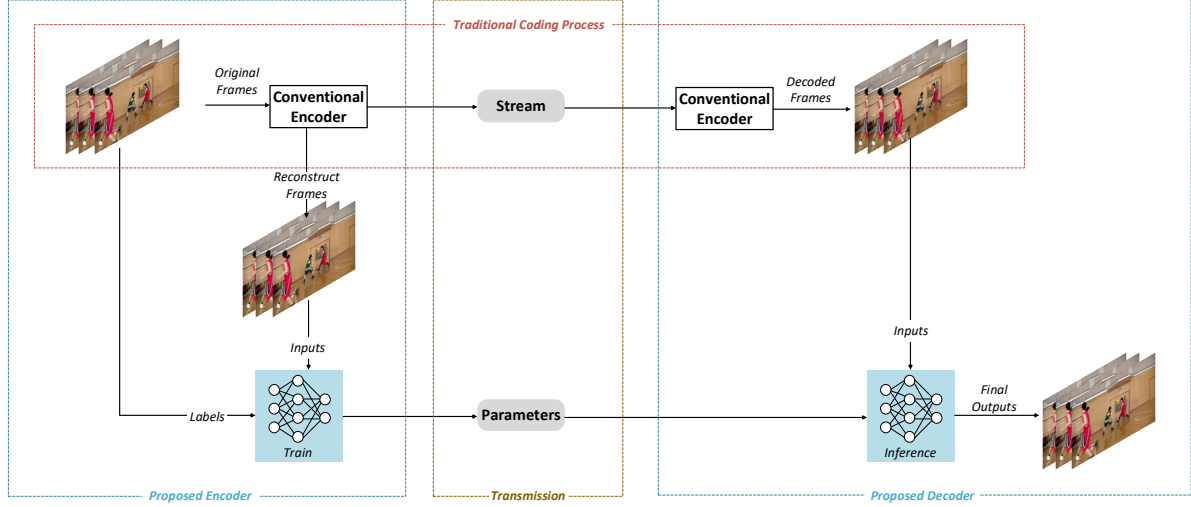 Traditional Coding Process
Original
Frames
Conventional
Encoder
Stream
Conventional
Encoder
Decoded
Frames
Reconstruct
Frames
Inputs
Inputs
Labels
Train
Parameters
Inference
Final
Outputs
Proposed Encoder
Transmission
Proposed Decoder